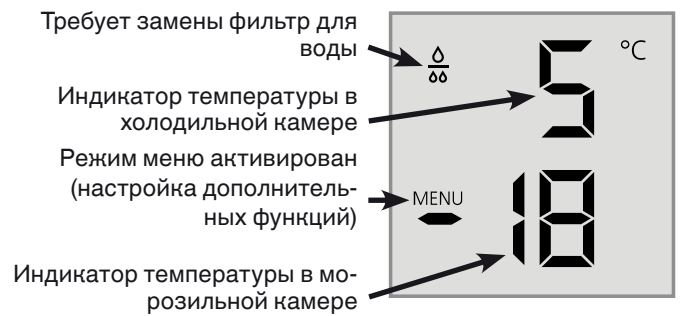 Требует замены фильтр для
воды
Индикатор температуры в
холодильной камере
Режим меню активирован
(настройка дополнитель-
ных функций)
Индикатор температуры в мо-
розильной камере
5 °C
MENU
-18